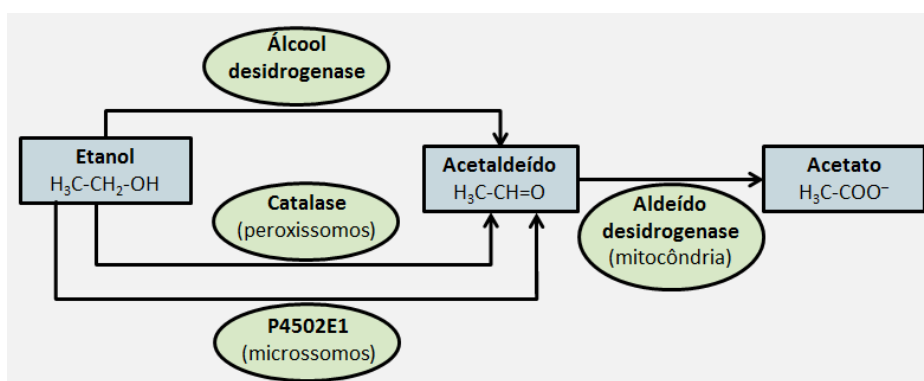 Álcool
desidrogenase
Etanol
H₃C-CH₂-OH
Acetaldeído
H₃C-CH=O
Acetato
H₃C-COO⁻
Catalase
(peroxissomos)
Aldeído
desidrogenase
(mitocôndria)
P4502E1
(microssomos)